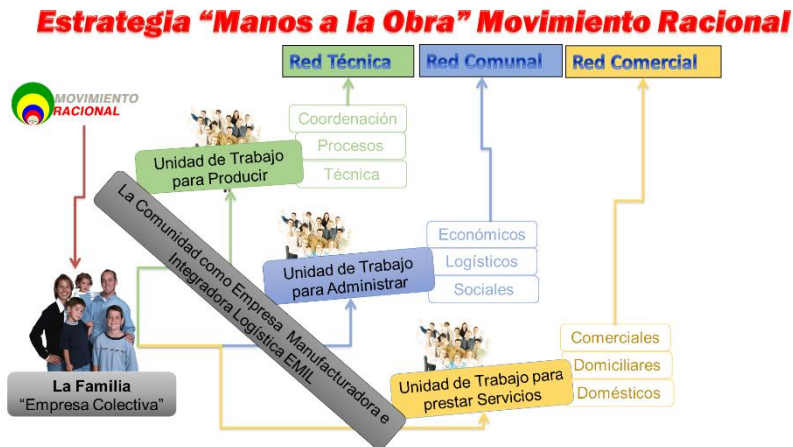 Estrategia “Manos a la Obra” Movimiento Racional
Red Técnica
Red Comunal
Red Comercial
MOVIMIENTO
RACIONAL
Coordenación
Procesos
Técnica
Unidad de Trabajo
para Producir
La Comunidad como Empresa Manufacturadora e
Integradora Logística EMIL
Económicos
Logísticos
Sociales
Unidad de Trabajo
para Administrar
Comerciales
Domiciliares
Domésticos
Unidad de Trabajo para
prestar Servicios
La Familia
“Empresa Colectiva”